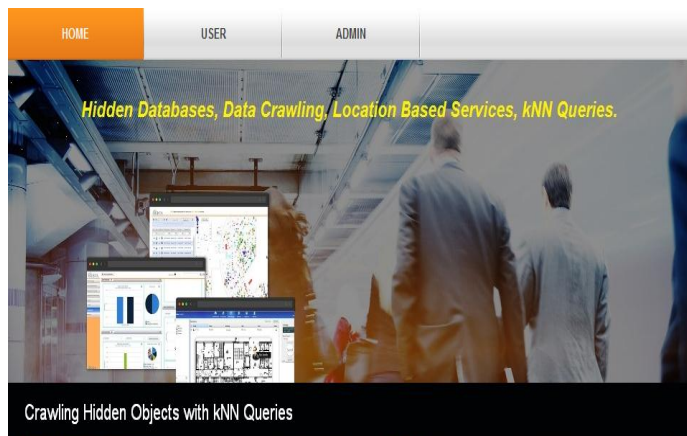 HOME
USER
ADMIN
Hidden Databases, Data Crawling, Location Based Services, kNN Queries.
Crawling Hidden Objects with kNN Queries